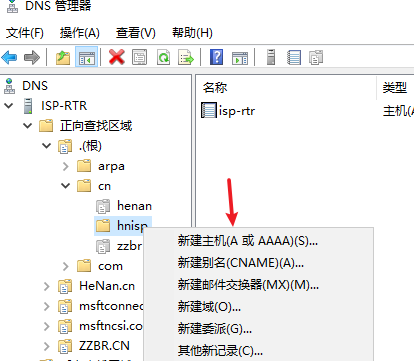 DNS 管理器
文件(F) 操作(A) 查看(V) 帮助(H)
DNS
ISP-RTR
正向查找区域
.(根)
arpa
cn
henan
hnisp
zzbr
com
HeNan.cn
msftconnec
msftncsi.co
ZZBR.CN
名称 类型
isp-rtr 主机(A
新建主机(A 或 AAAA)(S)...
新建别名(CNAME)(A)...
新建邮件交换器(MX)(M)...
新建域(O)...
新建委派(G)...
其他新记录(C)...